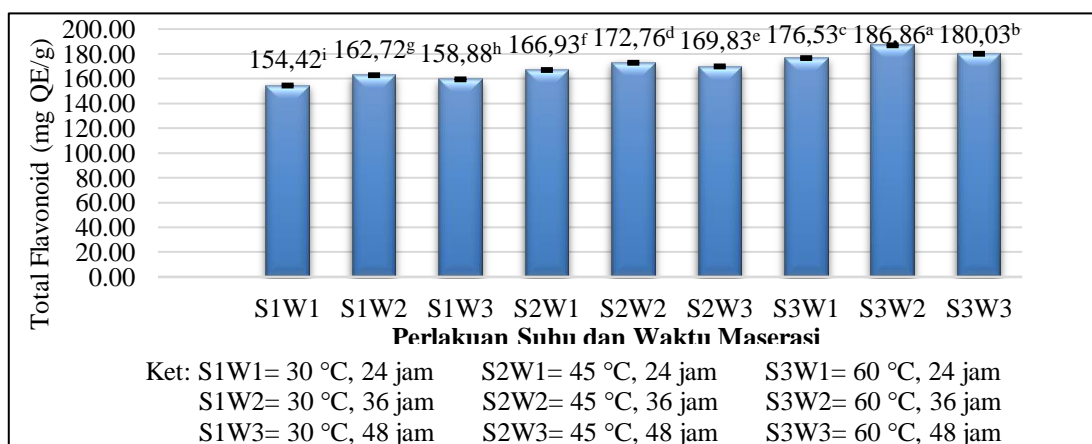 Total Flavonoid (mg QE/g)
200.00
180.00
160.00
140.00
120.00
100.00
80.00
60.00
40.00
20.00
0.00
154,42ⁱ 162,72ᵍ 158,88ʰ 166,93ᶠ 172,76ᵈ 169,83ᵉ 176,53ᶜ 186,86ᵃ 180,03ᵇ
S1W1 S1W2 S1W3 S2W1 S2W2 S2W3 S3W1 S3W2 S3W3
Perlakuan Suhu dan Waktu Maserasi
Ket: S1W1= 30 °C, 24 jam S2W1= 45 °C, 24 jam S3W1= 60 °C, 24 jam
S1W2= 30 °C, 36 jam S2W2= 45 °C, 36 jam S3W2= 60 °C, 36 jam
S1W3= 30 °C, 48 jam S2W3= 45 °C, 48 jam S3W3= 60 °C, 48 jam